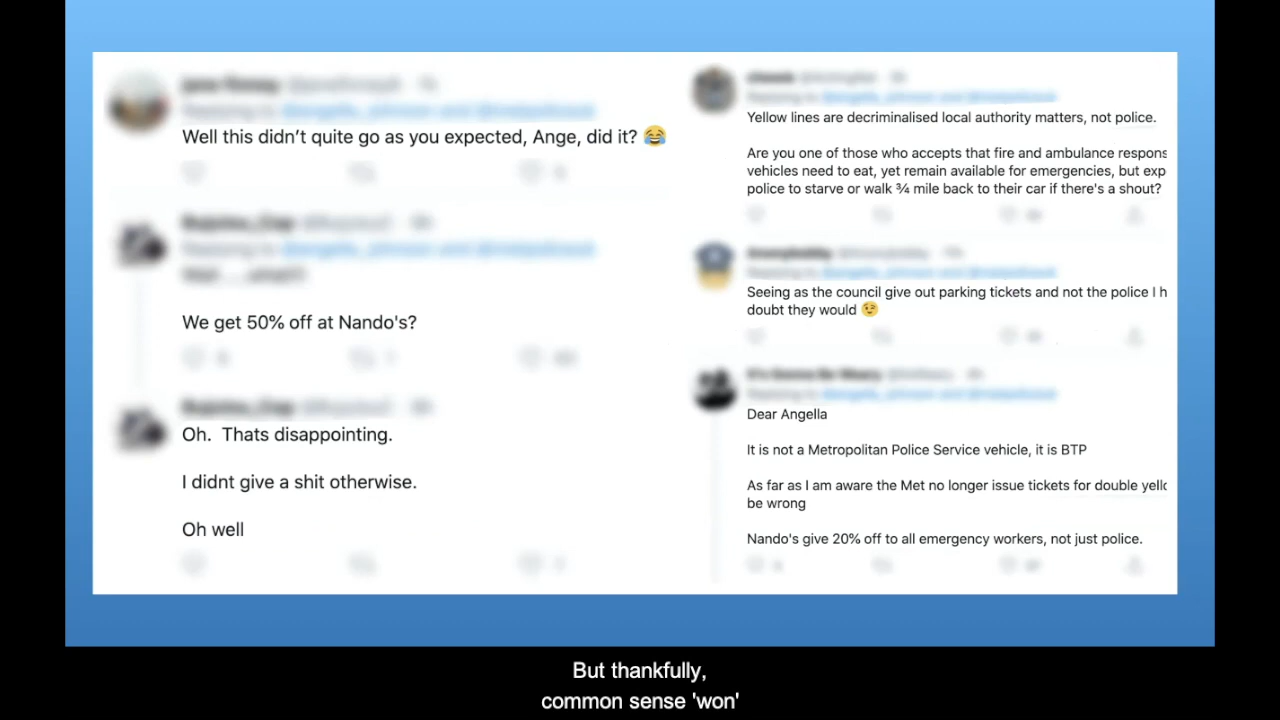 Well this didn’t quite go as you expected, Ange, did it? 😂
We get 50% off at Nando's?
Oh.  Thats disappointing.
I didnt give a shit otherwise.
Oh well
Yellow lines are decriminalised local authority matters, not police.
Are you one of those who accepts that fire and ambulance respons
vehicles need to eat, yet remain available for emergencies, but exp
police to starve or walk ¾ mile back to their car if there's a shout?
Seeing as the council give out parking tickets and not the police I h
doubt they would 😉
Dear Angella
It is not a Metropolitan Police Service vehicle, it is BTP
As far as I am aware the Met no longer issue tickets for double yello
be wrong
Nando's give 20% off to all emergency workers, not just police.
But thankfully,
common sense 'won'